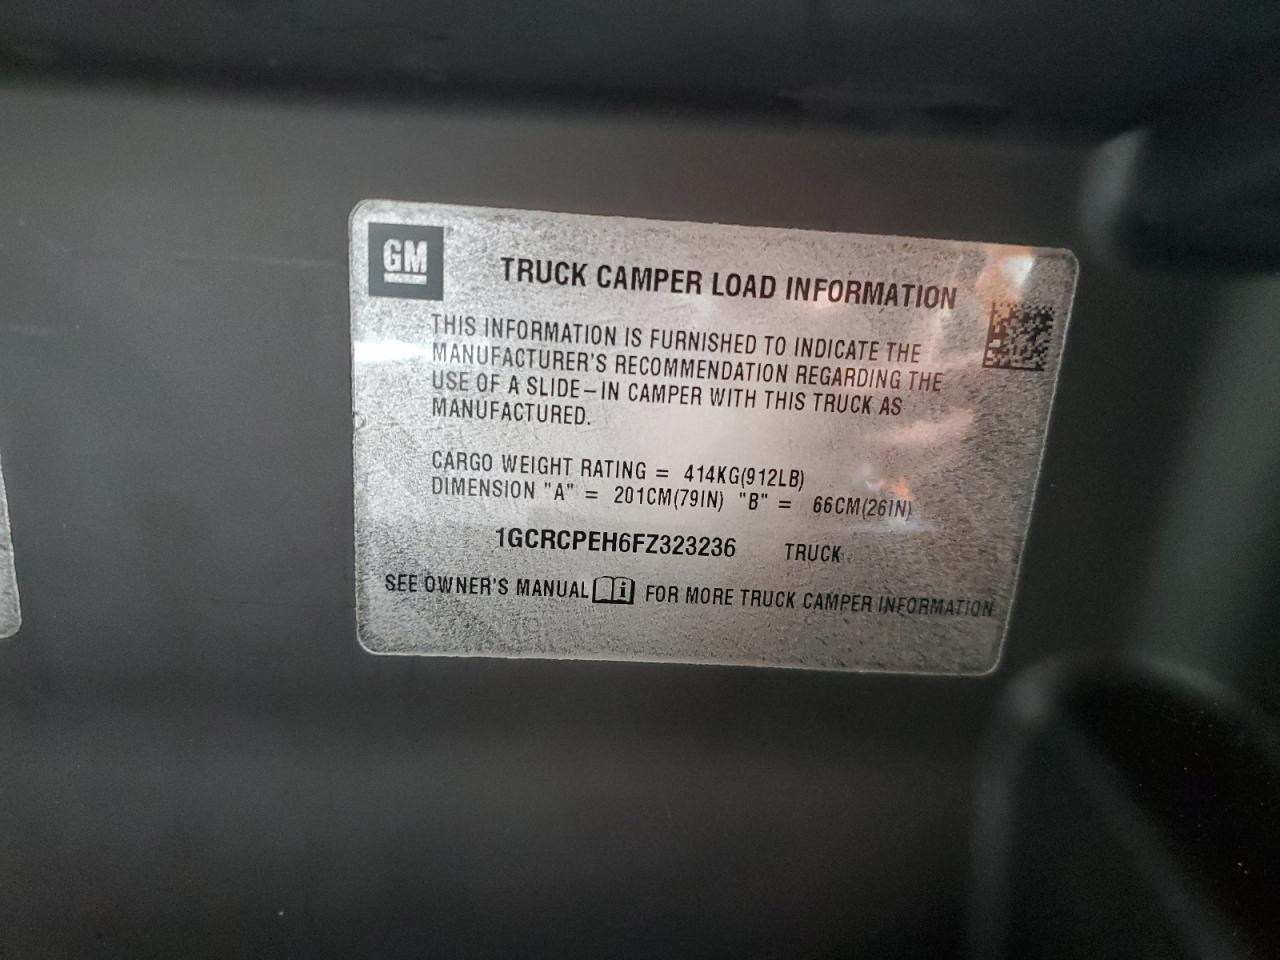 GM
TRUCK CAMPER LOAD INFORMATION
THIS INFORMATION IS FURNISHED TO INDICATE THE
MANUFACTURER'S RECOMMENDATION REGARDING THE
USE OF A SLIDE-IN CAMPER WITH THIS TRUCK AS
MANUFACTURED.
CARGO WEIGHT RATING = 414KG(912LB)
DIMENSION "A" = 201CM(79IN) "B" = 66CM(26IN)
1GCRCPEH6FZ323236 TRUCK
SEE OWNER'S MANUAL FOR MORE TRUCK CAMPER INFORMATION